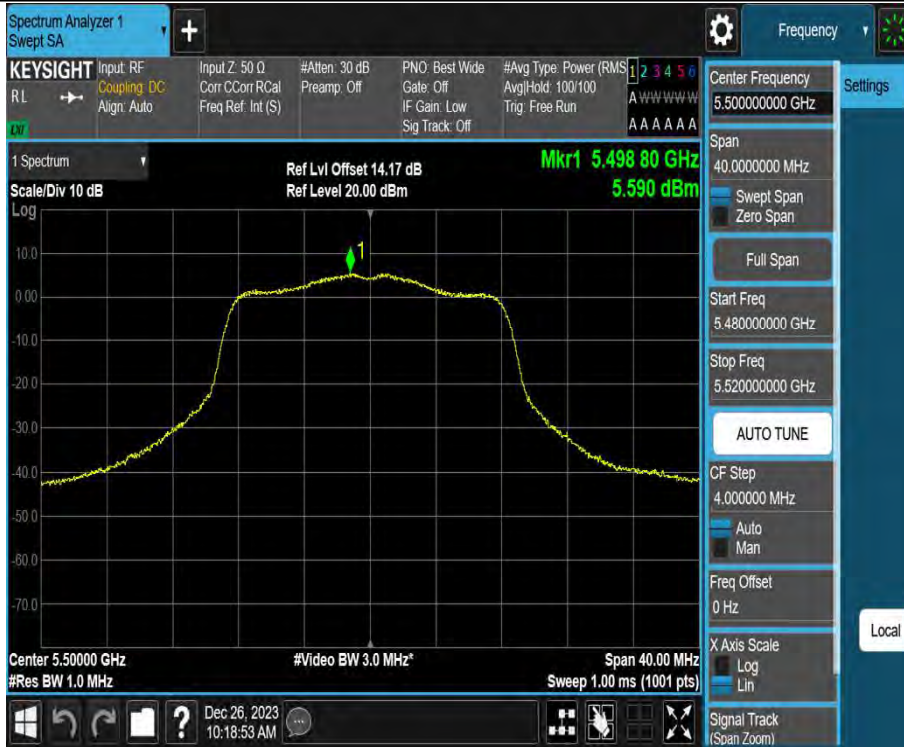 Spectrum Analyzer 1
Swept SA
+
Frequency
KEYSIGHT
RL
Input: RF
Coupling: DC
Align: Auto
Input Z: 50 Ω
Corr CCorr RCal
Freq Ref: Int (S)
#Atten: 30 dB
Preamp: Off
PNO: Best Wide
Gate: Off
IF Gain: Low
Sig Track: Off
#Avg Type: Power (RMS
Avg|Hold: 100/100
Trig: Free Run
1 2 3 4 5 6
A W W W W W
A A A A A A
1 Spectrum
Scale/Div 10 dB
Ref Lvl Offset 14.17 dB
Ref Level 20.00 dBm
Mkr1 5.498 80 GHz
5.590 dBm
Log
10.0
0.00
-10.0
-20.0
-30.0
-40.0
-50.0
-60.0
-70.0
1
Center 5.50000 GHz
#Video BW 3.0 MHz*
Span 40.00 MHz
#Res BW 1.0 MHz
Sweep 1.00 ms (1001 pts)
Dec 26, 2023
10:18:53 AM
?
Settings
Center Frequency
5.500000000 GHz
Span
40.0000000 MHz
Swept Span
Zero Span
Full Span
Start Freq
5.480000000 GHz
Stop Freq
5.520000000 GHz
AUTO TUNE
CF Step
4.000000 MHz
Auto
Man
Freq Offset
0 Hz
X Axis Scale
Log
Lin
Signal Track
(Span Zoom)
Local